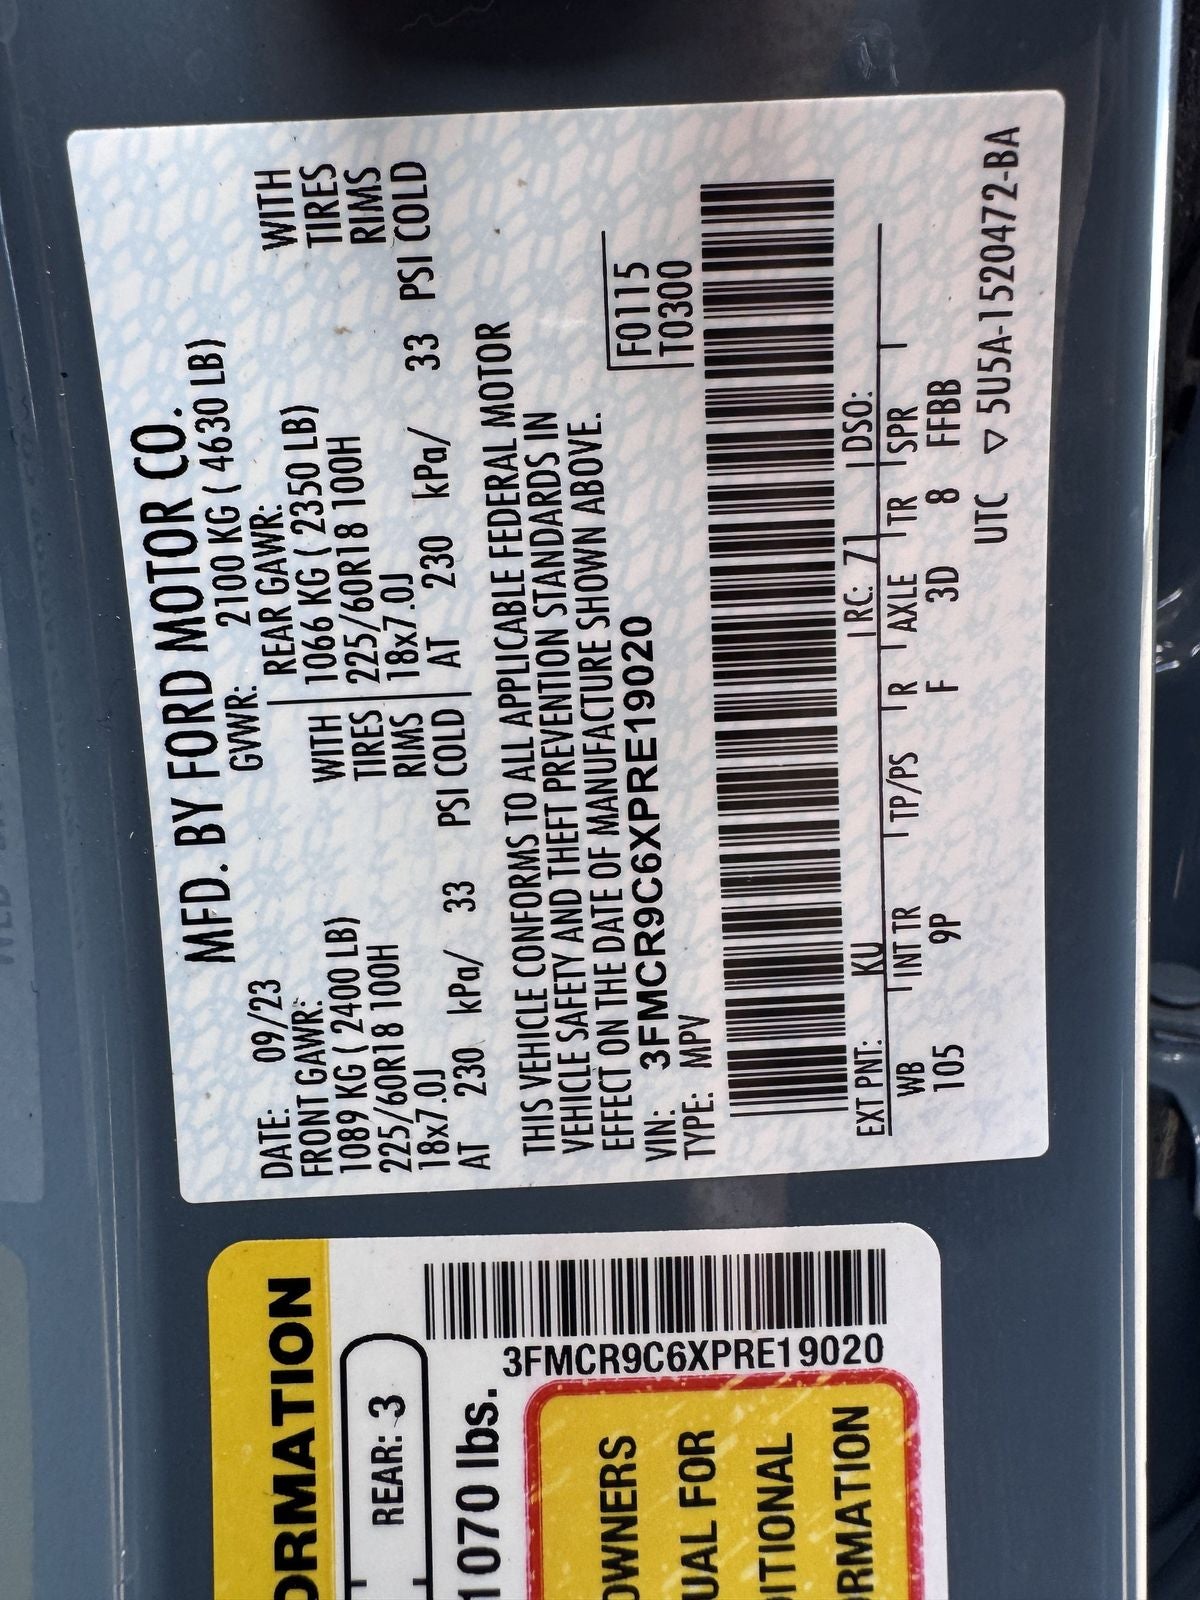 MFD. BY FORD MOTOR CO.
DATE: 09/23 GVWR: 2100 KG ( 4630 LB)
FRONT GAWR: REAR GAWR:
1089 KG ( 2400 LB) WITH 1066 KG ( 2350 LB) WITH
225/60R18 100H TIRES 225/60R18 100H TIRES
18x7.0J RIMS 18x7.0J RIMS
AT 230 kPa/ 33 PSI COLD AT 230 kPa/ 33 PSI COLD
THIS VEHICLE CONFORMS TO ALL APPLICABLE FEDERAL MOTOR
VEHICLE SAFETY AND THEFT PREVENTION STANDARDS IN
EFFECT ON THE DATE OF MANUFACTURE SHOWN ABOVE.
VIN: 3FMCR9C6XPRE19020 F0115
TYPE: MPV T0300
EXT PNT: KU RC: 71 DSO:
WB INT TR TP/PS R AXLE TR SPR
105 9P F 3D 8 FFBB
UTC ▽ 5U5A-1520472-BA
ORMATION
REAR: 3
1070 lbs.
3FMCR9C6XPRE19020
OWNERS
UAL FOR
ITIONAL
RMATION